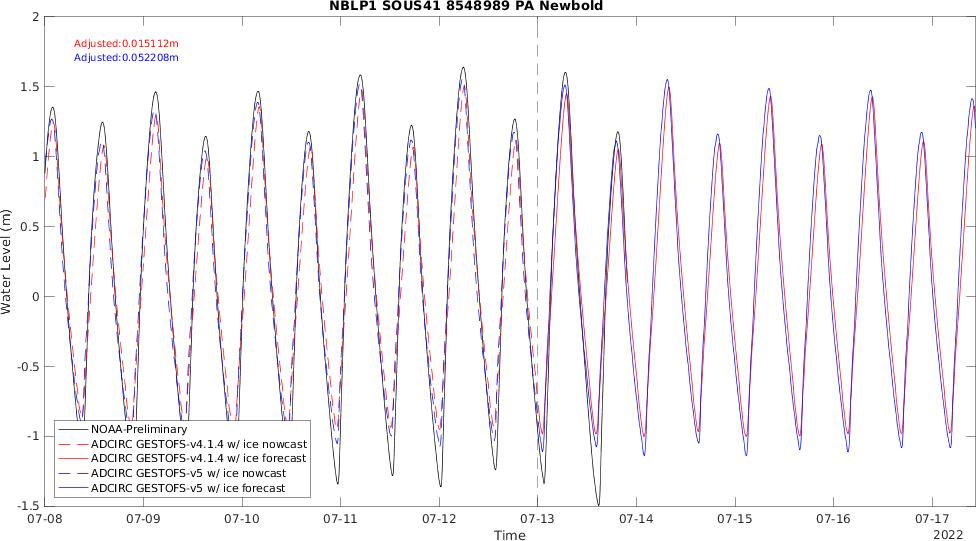 NBLP1 SOUS41 8548989 PA Newbold
Adjusted:0.015112m
Adjusted:0.052208m
2
1.5
1
0.5
0
-0.5
-1
-1.5
Water Level (m)
NOAA-Preliminary
ADCIRC GESTOFS-v4.1.4 w/ ice nowcast
ADCIRC GESTOFS-v4.1.4 w/ ice forecast
ADCIRC GESTOFS-v5 w/ ice nowcast
ADCIRC GESTOFS-v5 w/ ice forecast
07-08 07-09 07-10 07-11 07-12 07-13 07-14 07-15 07-16 07-17
Time
2022